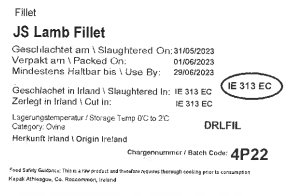 Fillet
JS Lamb Fillet
Geschlachtet am \ Slaughtered On: 31/05/2023
Verpakt am \ Packed On: 01/06/2023
Mindestens Haltbar bis \ Use By: 29/06/2023
IE 313 EC
Geschlachet in Irland \ Slaughtered In: IE 313 EC
Zerlegt in Irland \ Cut in: IE 313 EC
Lagerungstemperatur / Storage Temp 0'C to 2'C
Category: Ovine
DRLFIL
Herkunft Irland \ Origin Ireland
Chargennummer / Batch Code: 4P22
Food Safety Guidance: This is a raw product and therefore requires thorough cooking prior to consumption
Kepak Athleague, Co. Roscommon, Ireland